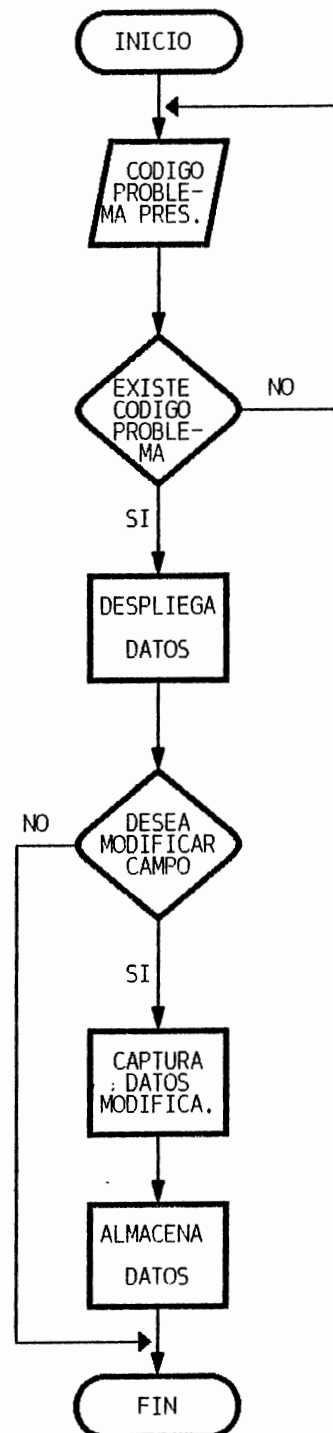 INICIO
CODIGO
PROBLE-
MA PRES.
EXISTE
CODIGO
PROBLE-
MA
NO
SI
DESPLIEGA
DATOS
DESEA
MODIFICAR
CAMPO
NO
SI
CAPTURA
DATOS
MODIFICA.
ALMACENA
DATOS
FIN